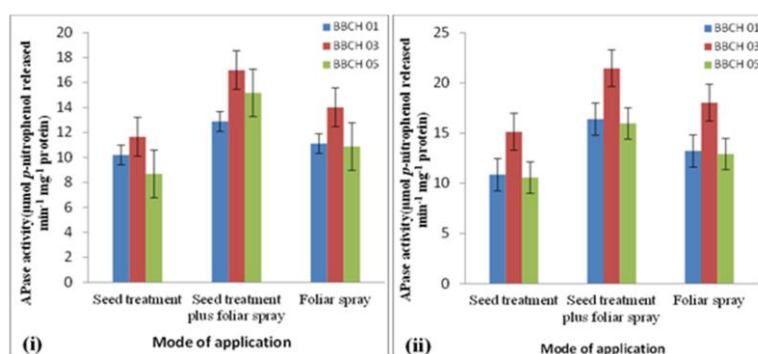 APase activity(µmol p-nitrophenol released
min⁻¹ mg⁻¹ protein)
20
18
16
14
12
10
8
6
4
2
0
BBCH 01
BBCH 03
BBCH 05
Seed treatment
Seed treatment
plus foliar spray
Foliar spray
(i)
Mode of application
APase activity(µmol p-nitrophenol released
min⁻¹ mg⁻¹ protein)
25
20
15
10
5
0
BBCH 01
BBCH 03
BBCH 05
Seed treatment
Seed treatment
plus foliar spray
Foliar spray
(ii)
Mode of application